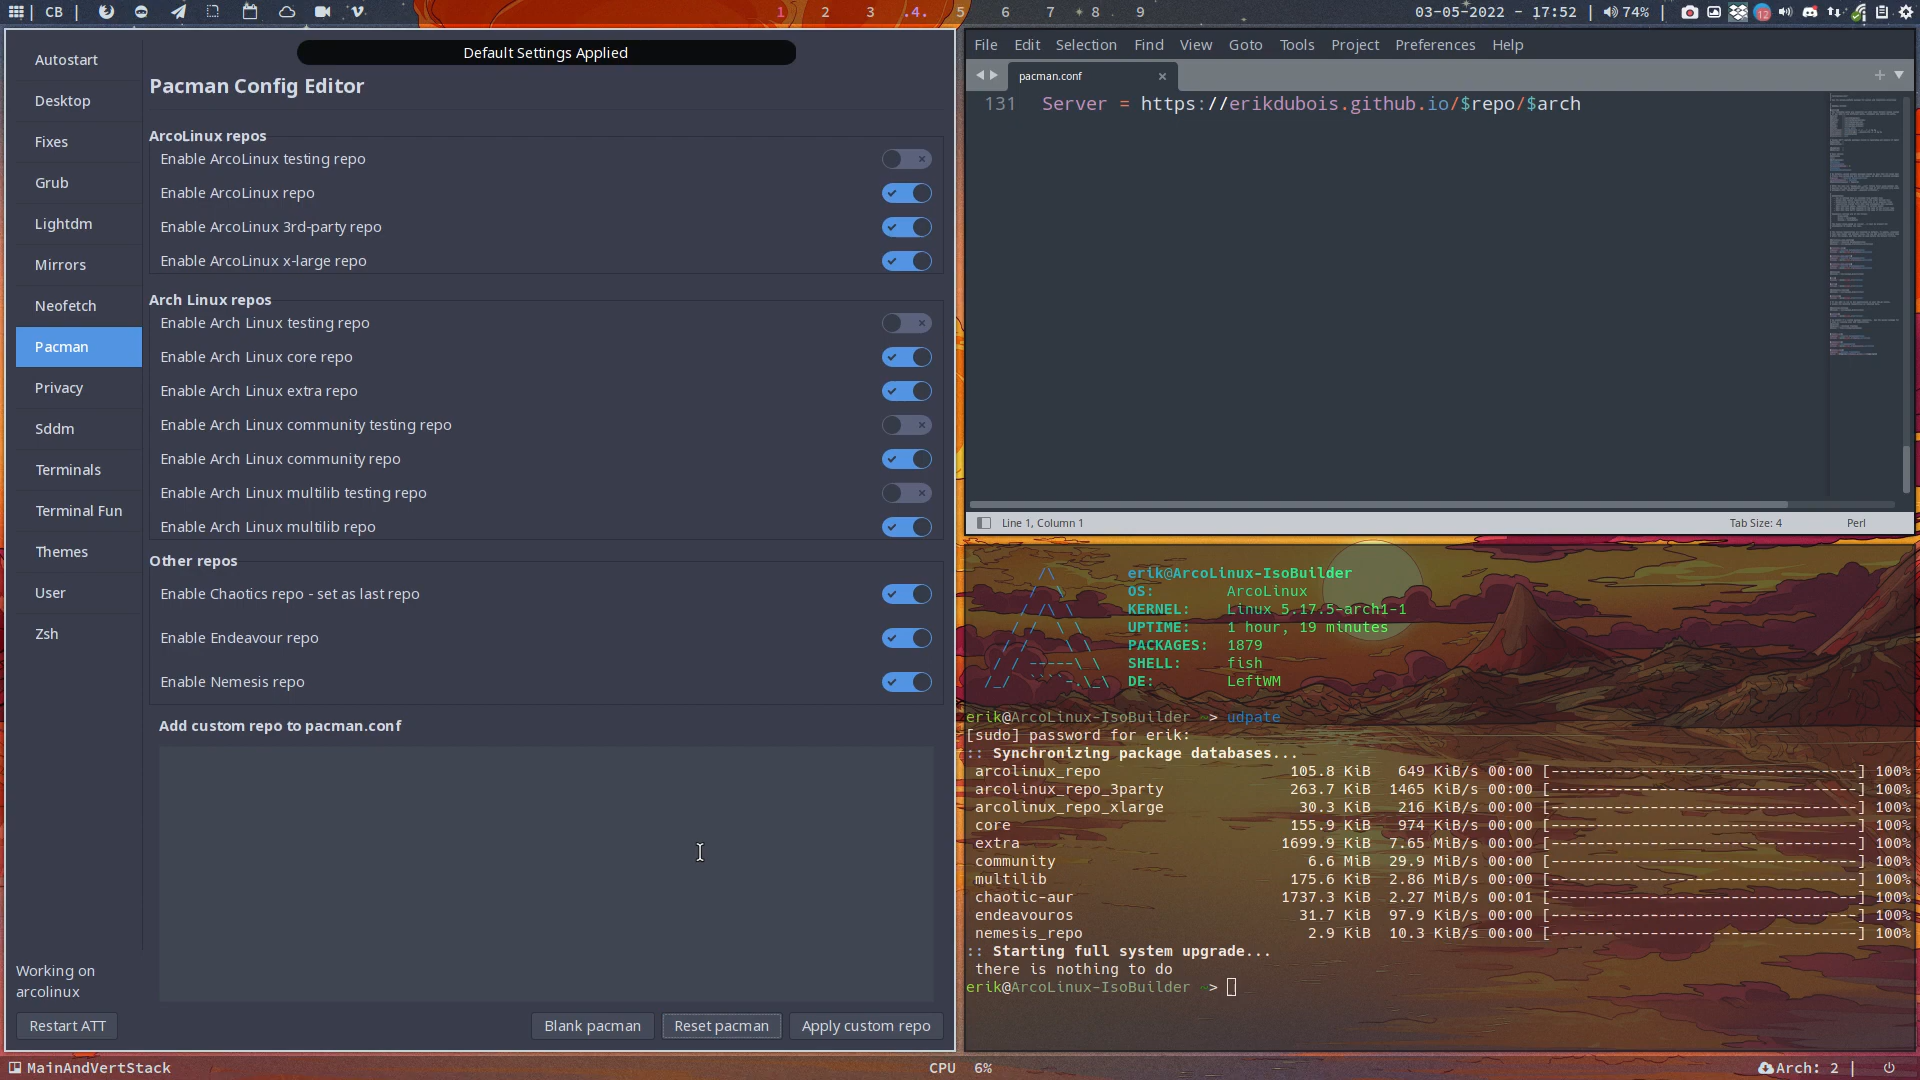 CB
1 2 3 .4. 5 6 7 8 9
03-05-2022 - 17:52 | 74% |
12
Autostart
Desktop
Fixes
Grub
Lightdm
Mirrors
Neofetch
Pacman
Privacy
Sddm
Terminals
Terminal Fun
Themes
User
Zsh
Working on
arcolinux
Restart ATT
Default Settings Applied
Pacman Config Editor
ArcoLinux repos
Enable ArcoLinux testing repo
Enable ArcoLinux repo
Enable ArcoLinux 3rd-party repo
Enable ArcoLinux x-large repo
Arch Linux repos
Enable Arch Linux testing repo
Enable Arch Linux core repo
Enable Arch Linux extra repo
Enable Arch Linux community testing repo
Enable Arch Linux community repo
Enable Arch Linux multilib testing repo
Enable Arch Linux multilib repo
Other repos
Enable Chaotics repo - set as last repo
Enable Endeavour repo
Enable Nemesis repo
Add custom repo to pacman.conf
Blank pacman Reset pacman Apply custom repo
File Edit Selection Find View Goto Tools Project Preferences Help
pacman.conf
131 Server = https://erikdubois.github.io/$repo/$arch
Line 1, Column 1 Tab Size: 4 Perl
/\
/ \
/ /\ \
/ / \ \
/ / \ \
/ / -----\ \
/_/ ````-.\_\
erik@ArcoLinux-IsoBuilder
OS: ArcoLinux
KERNEL: Linux 5.17.5-arch1-1
UPTIME: 1 hour, 19 minutes
PACKAGES: 1879
SHELL: fish
DE: LeftWM
erik@ArcoLinux-IsoBuilder ~> udpate
[sudo] password for erik:
:: Synchronizing package databases...
arcolinux_repo 105.8 KiB 649 KiB/s 00:00 [----------------------------------] 100%
arcolinux_repo_3party 263.7 KiB 1465 KiB/s 00:00 [----------------------------------] 100%
arcolinux_repo_xlarge 30.3 KiB 216 KiB/s 00:00 [----------------------------------] 100%
core 155.9 KiB 974 KiB/s 00:00 [----------------------------------] 100%
extra 1699.9 KiB 7.65 MiB/s 00:00 [----------------------------------] 100%
community 6.6 MiB 29.9 MiB/s 00:00 [----------------------------------] 100%
multilib 175.6 KiB 2.86 MiB/s 00:00 [----------------------------------] 100%
chaotic-aur 1737.3 KiB 2.27 MiB/s 00:01 [----------------------------------] 100%
endeavouros 31.7 KiB 97.9 KiB/s 00:00 [----------------------------------] 100%
nemesis_repo 2.9 KiB 10.3 KiB/s 00:00 [----------------------------------] 100%
:: Starting full system upgrade...
there is nothing to do
erik@ArcoLinux-IsoBuilder ~>
MainAndVertStack
CPU 6%
Arch: 2 |